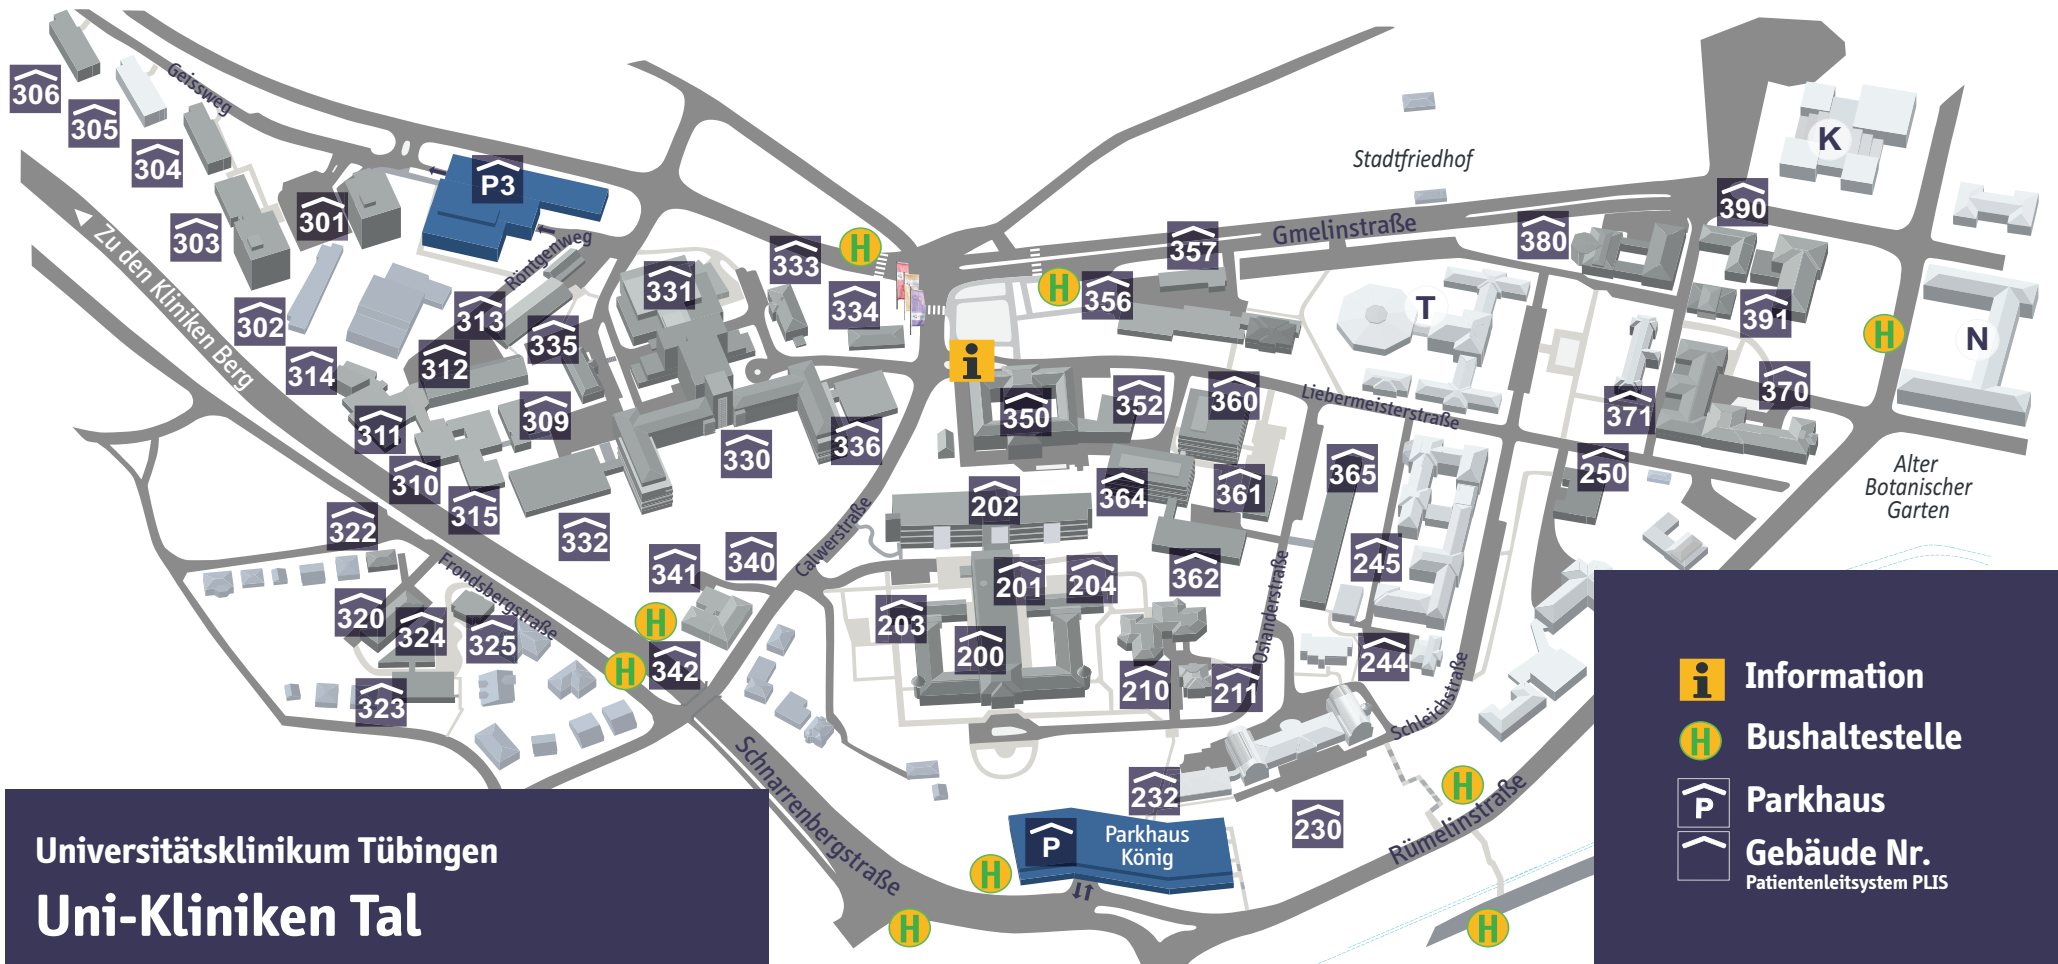 306
305
304
303
302
301
Geissweg
P3
Röntgenweg
Zu den Kliniken Berg
314
313
312
311
310
309
315
335
331
333
334
330
336
332
322
320
324
325
323
Frondsbergstraße
341
340
342
Calwerstraße
H
H
H
H
i
357
356
Gmelinstraße
Stadtfriedhof
380
390
391
K
T
N
H
350
352
360
Liebermeisterstraße
371
370
365
250
361
364
202
362
245
Alter
Botanischer
Garten
201
204
203
200
210
211
Osianderstraße
244
Schleichstraße
232
230
Schnarrenbergstraße
Rümelinstraße
H
H
H
H
P
Parkhaus
König
i Information
H Bushaltestelle
P Parkhaus
Gebäude Nr.
Patientenleitsystem PLIS
Universitätsklinikum Tübingen
Uni-Kliniken Tal